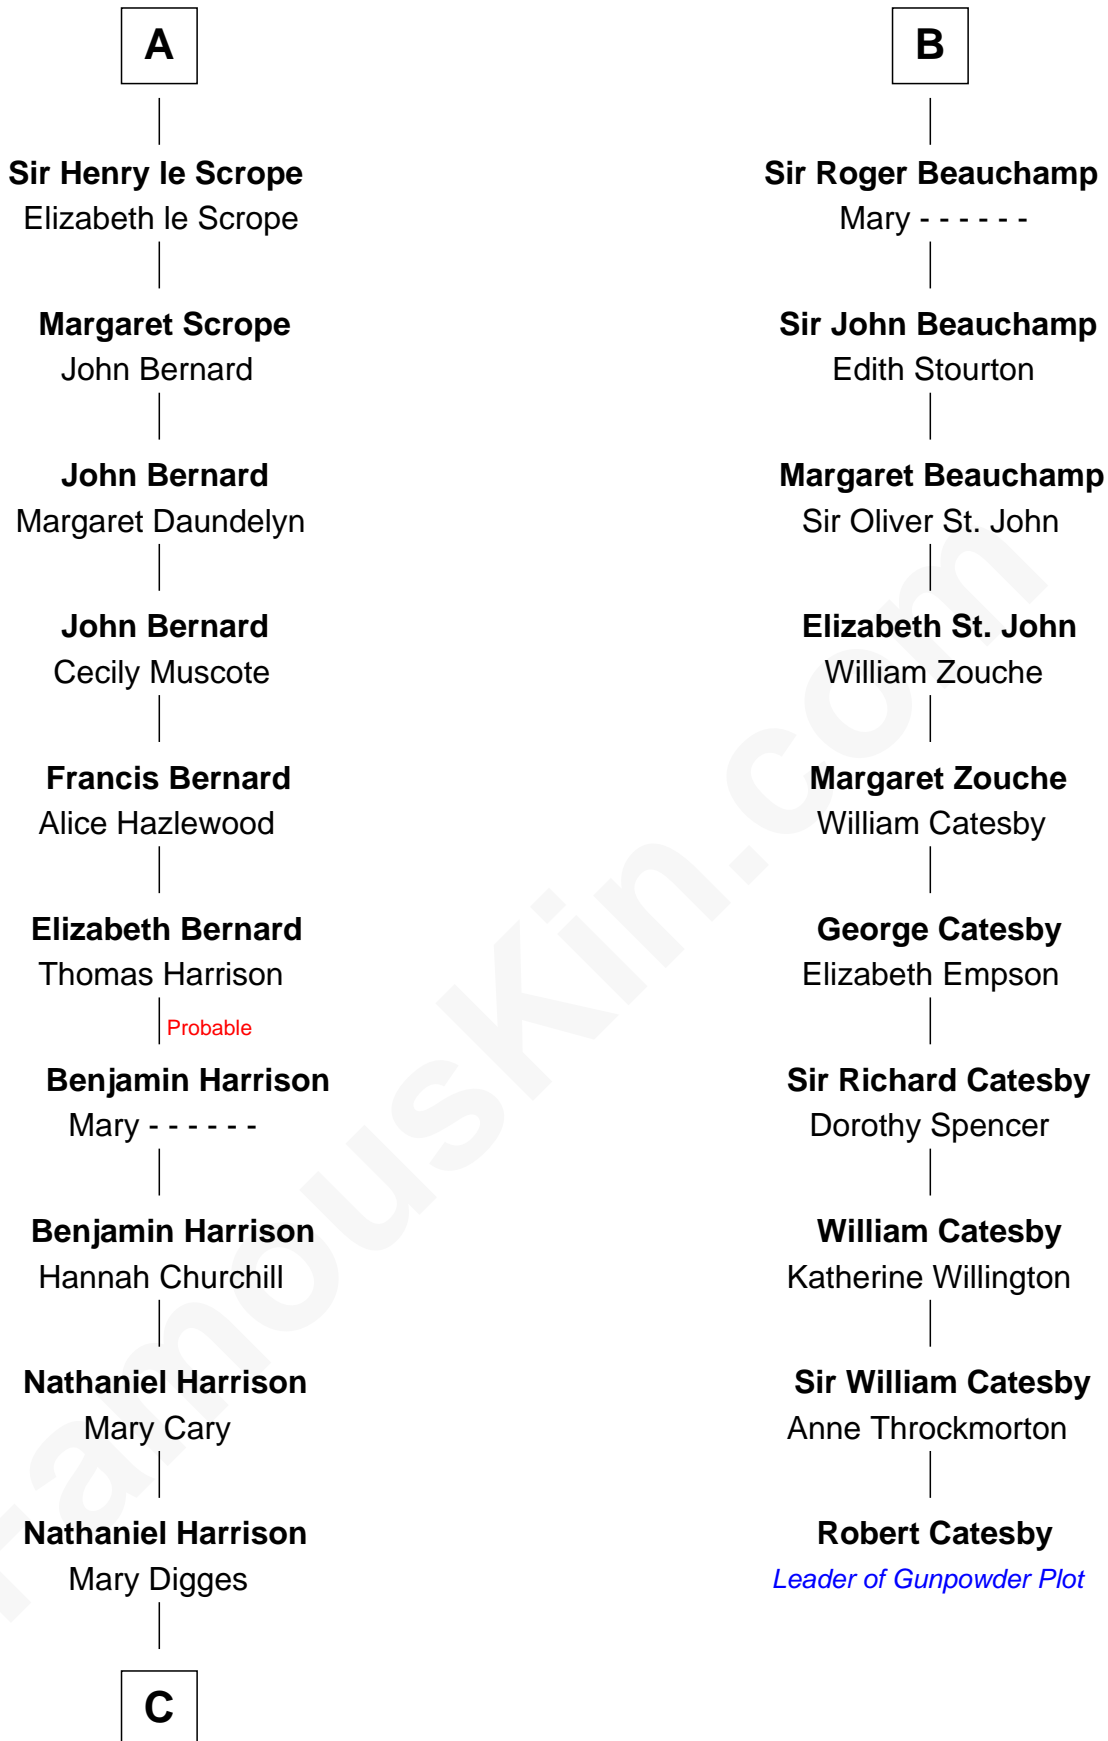 A
Sir Henry le Scrope
Elizabeth le Scrope
Margaret Scrope
John Bernard
John Bernard
Margaret Daundelyn
John Bernard
Cecily Muscote
Francis Bernard
Alice Hazlewood
Elizabeth Bernard
Thomas Harrison
Probable
Benjamin Harrison
Mary - - - - - -
Benjamin Harrison
Hannah Churchill
Nathaniel Harrison
Mary Cary
Nathaniel Harrison
Mary Digges
C
B
Sir Roger Beauchamp
Mary - - - - - -
Sir John Beauchamp
Edith Stourton
Margaret Beauchamp
Sir Oliver St. John
Elizabeth St. John
William Zouche
Margaret Zouche
William Catesby
George Catesby
Elizabeth Empson
Sir Richard Catesby
Dorothy Spencer
William Catesby
Katherine Willington
Sir William Catesby
Anne Throckmorton
Robert Catesby
Leader of Gunpowder Plot
FamousKin.com